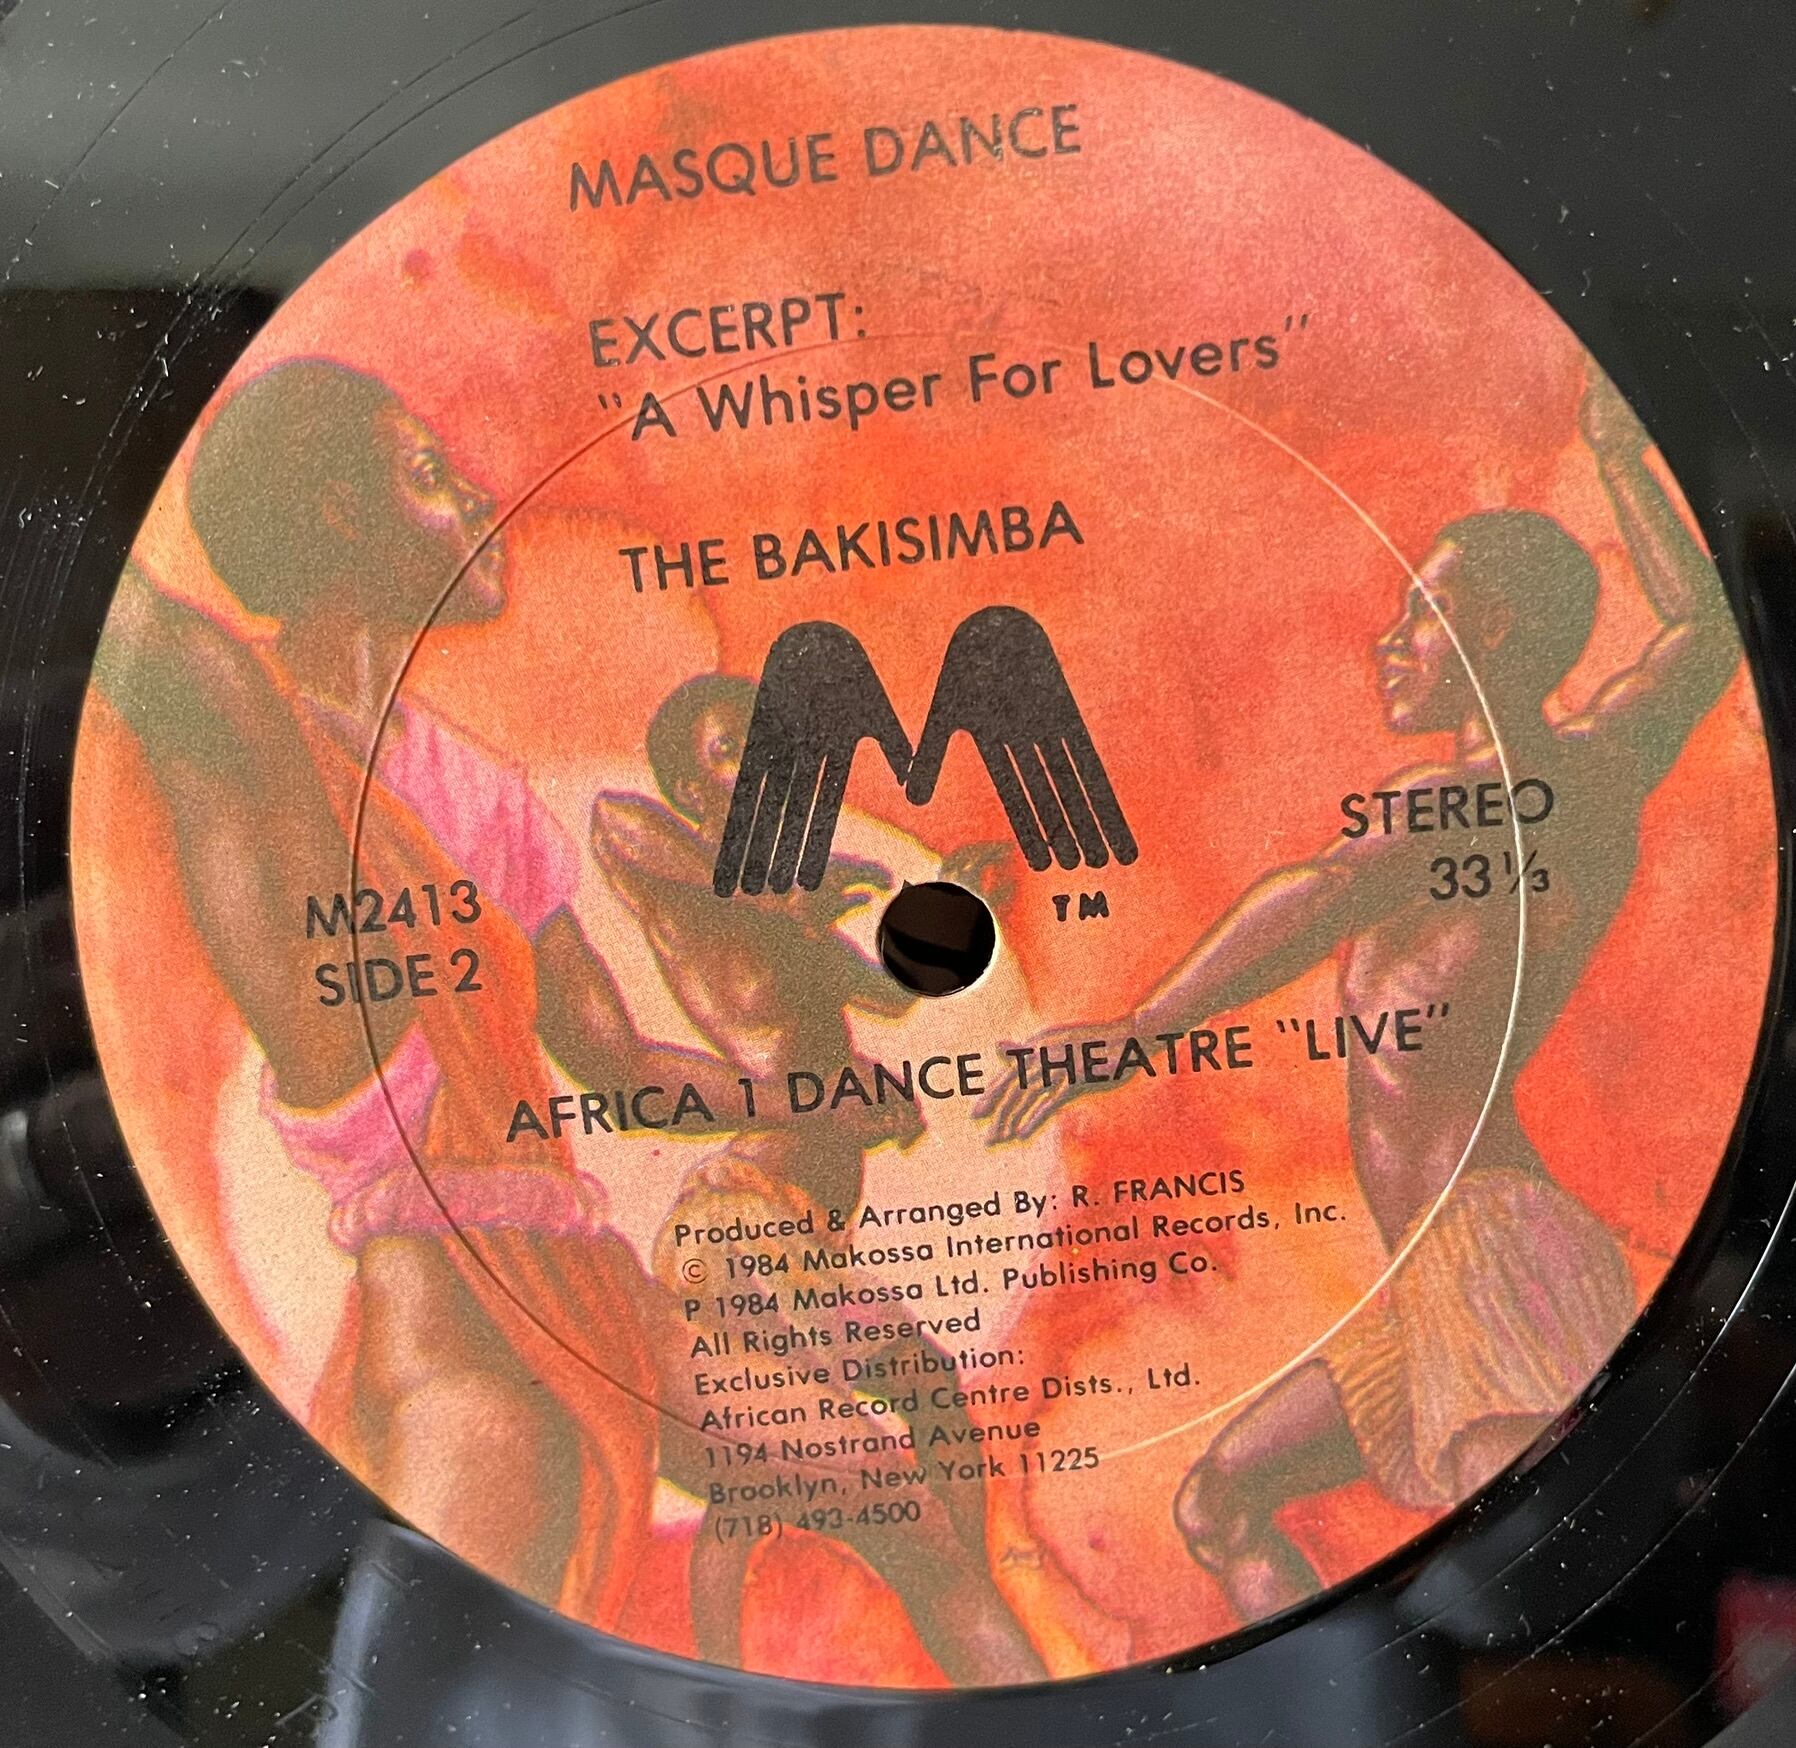 MASQUE DANCE
EXCERPT:
"A Whisper For Lovers"
THE BAKISIMBA
M
TM
STEREO
33⅓
M2413
SIDE 2
AFRICA 1 DANCE THEATRE "LIVE"
Produced & Arranged By: R. FRANCIS
© 1984 Makossa International Records, Inc.
P 1984 Makossa Ltd. Publishing Co.
All Rights Reserved
Exclusive Distribution:
African Record Centre Dists., Ltd.
1194 Nostrand Avenue
Brooklyn, New York 11225
(718) 493-4500